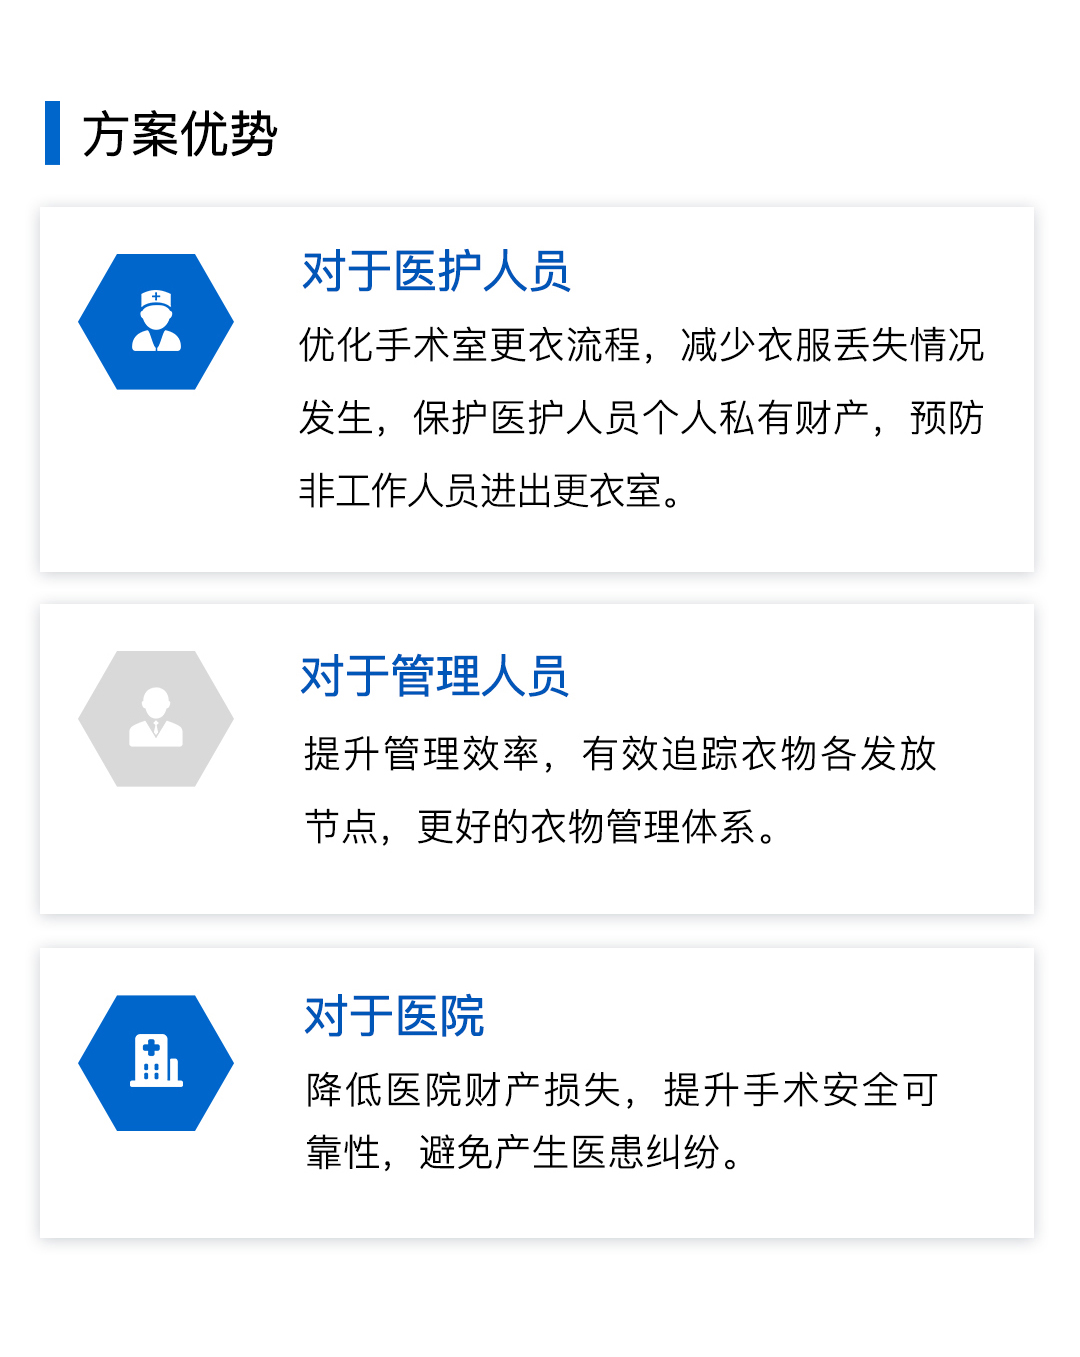 方案优势
对于医护人员
优化手术室更衣流程，减少衣服丢失情况
发生，保护医护人员个人私有财产，预防
非工作人员进出更衣室。
对于管理人员
提升管理效率，有效追踪衣物各发放
节点，更好的衣物管理体系。
对于医院
降低医院财产损失，提升手术安全可
靠性，避免产生医患纠纷。